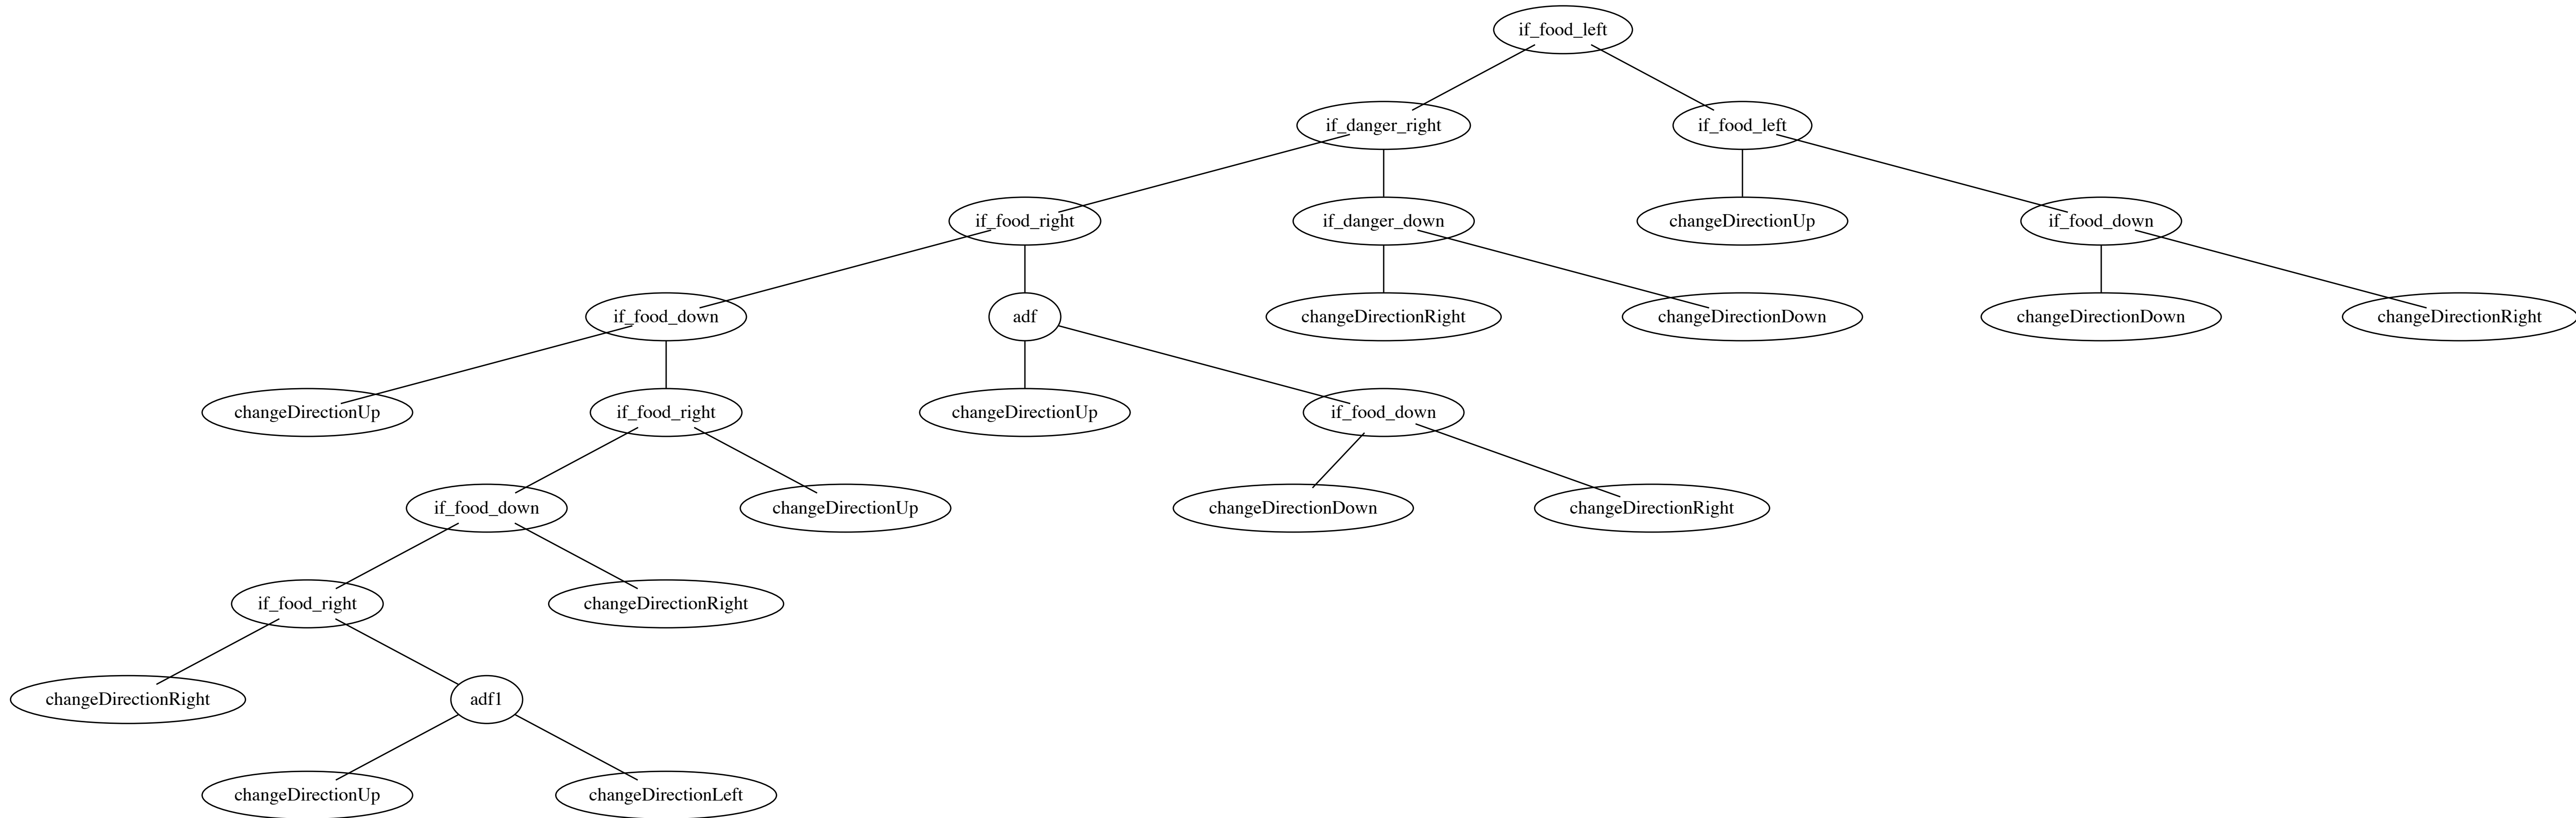 if_food_left
if_danger_right
if_food_left
if_food_right
if_danger_down
changeDirectionUp
if_food_down
if_food_down
adf
changeDirectionRight
changeDirectionDown
changeDirectionDown
changeDirectionRight
changeDirectionUp
if_food_right
changeDirectionUp
if_food_down
if_food_down
changeDirectionUp
changeDirectionDown
changeDirectionRight
if_food_right
changeDirectionRight
changeDirectionRight
adf1
changeDirectionUp
changeDirectionLeft